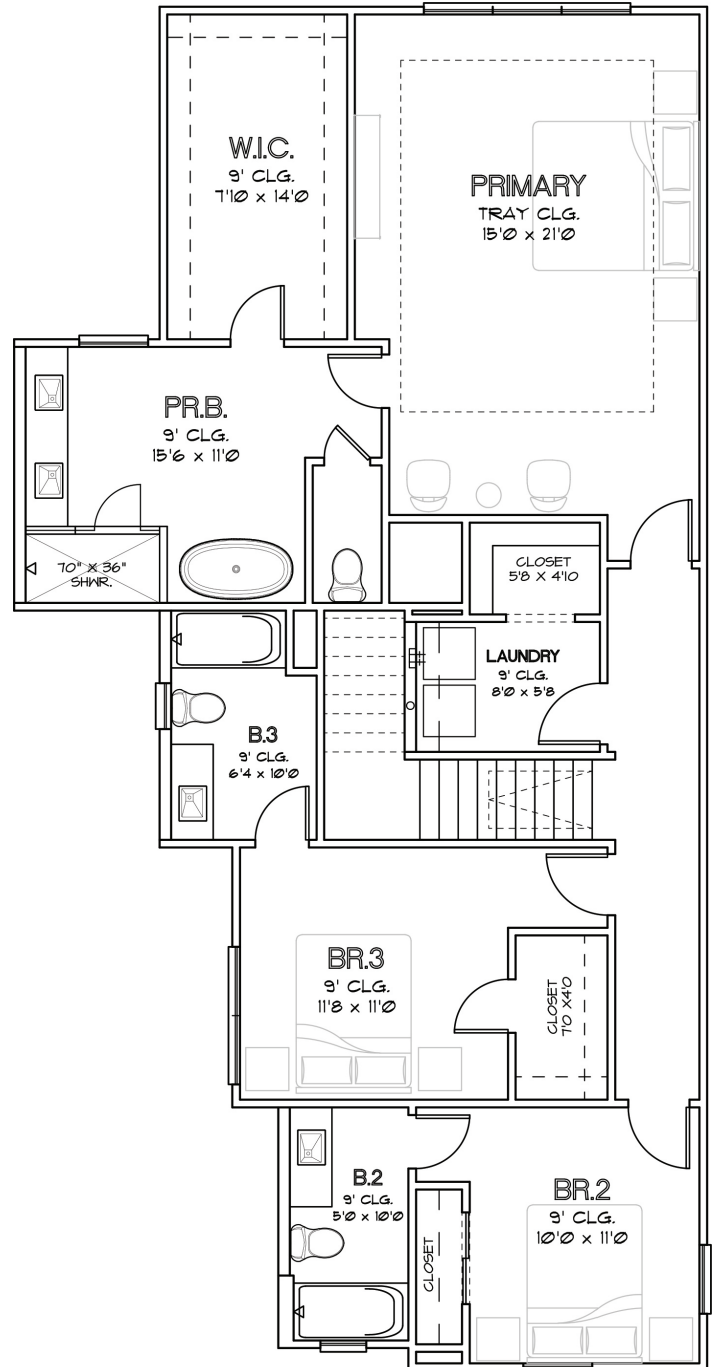 W.I.C.
9' CLG.
7'10 x 14'0
PRIMARY
TRAY CLG.
15'0 x 21'0
PR.B.
9' CLG.
15'6 x 11'0
70" X 36"
SHWR.
CLOSET
5'8 X 4'10
LAUNDRY
9' CLG.
8'0 x 5'8
B.3
9' CLG.
6'4 x 10'0
BR.3
9' CLG.
11'8 x 11'0
CLOSET
7'0 X4'0
B.2
9' CLG.
5'0 x 10'0
BR.2
9' CLG.
10'0 x 11'0
CLOSET